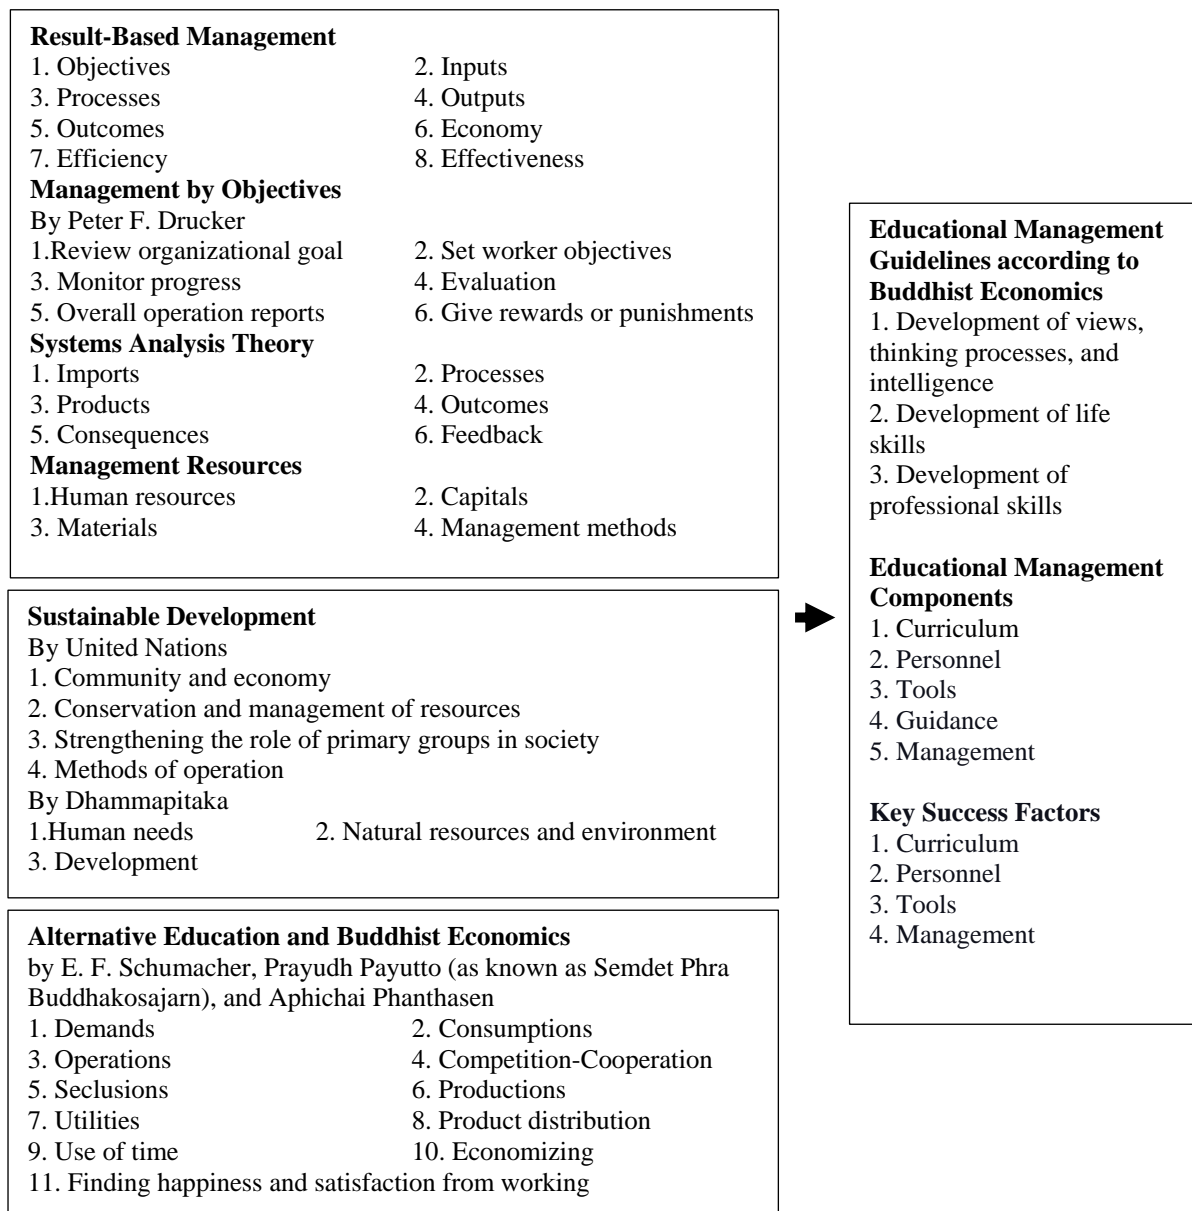 Result-Based Management
1. Objectives 2. Inputs
3. Processes 4. Outputs
5. Outcomes 6. Economy
7. Efficiency 8. Effectiveness
Management by Objectives
By Peter F. Drucker
1.Review organizational goal 2. Set worker objectives
3. Monitor progress 4. Evaluation
5. Overall operation reports 6. Give rewards or punishments
Systems Analysis Theory
1. Imports 2. Processes
3. Products 4. Outcomes
5. Consequences 6. Feedback
Management Resources
1.Human resources 2. Capitals
3. Materials 4. Management methods
Sustainable Development
By United Nations
1. Community and economy
2. Conservation and management of resources
3. Strengthening the role of primary groups in society
4. Methods of operation
By Dhammapitaka
1.Human needs 2. Natural resources and environment
3. Development
Alternative Education and Buddhist Economics
by E. F. Schumacher, Prayudh Payutto (as known as Semdet Phra
Buddhakosajarn), and Aphichai Phanthasen
1. Demands 2. Consumptions
3. Operations 4. Competition-Cooperation
5. Seclusions 6. Productions
7. Utilities 8. Product distribution
9. Use of time 10. Economizing
11. Finding happiness and satisfaction from working
Educational Management
Guidelines according to
Buddhist Economics
1. Development of views,
thinking processes, and
intelligence
2. Development of life
skills
3. Development of
professional skills
Educational Management
Components
1. Curriculum
2. Personnel
3. Tools
4. Guidance
5. Management
Key Success Factors
1. Curriculum
2. Personnel
3. Tools
4. Management